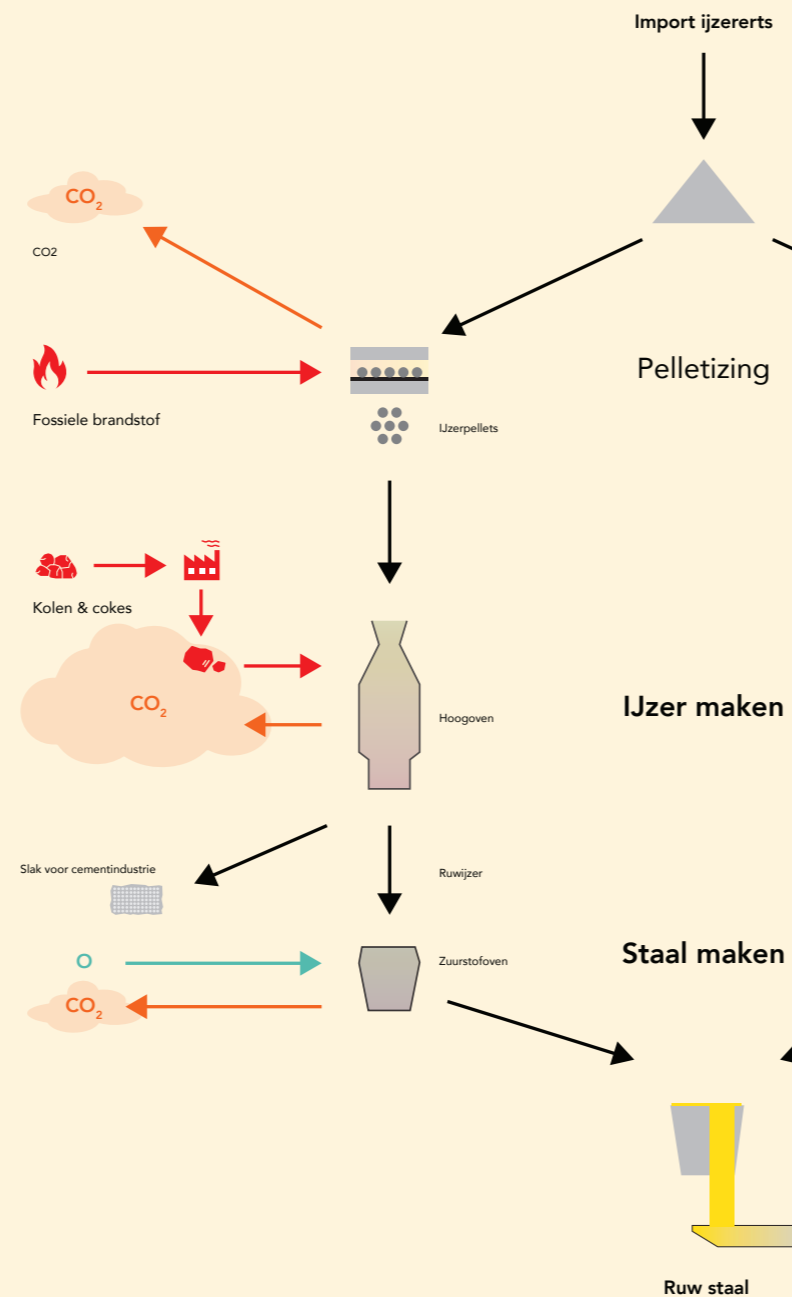 Import ijzererts
CO₂
CO2
Pelletizing
Fossiele brandstof
IJzerpellets
Kolen & cokes
CO₂
IJzer maken
Hoogoven
Slak voor cementindustrie
Ruwijzer
O
Zuurstofoven
Staal maken
CO₂
Ruw staal